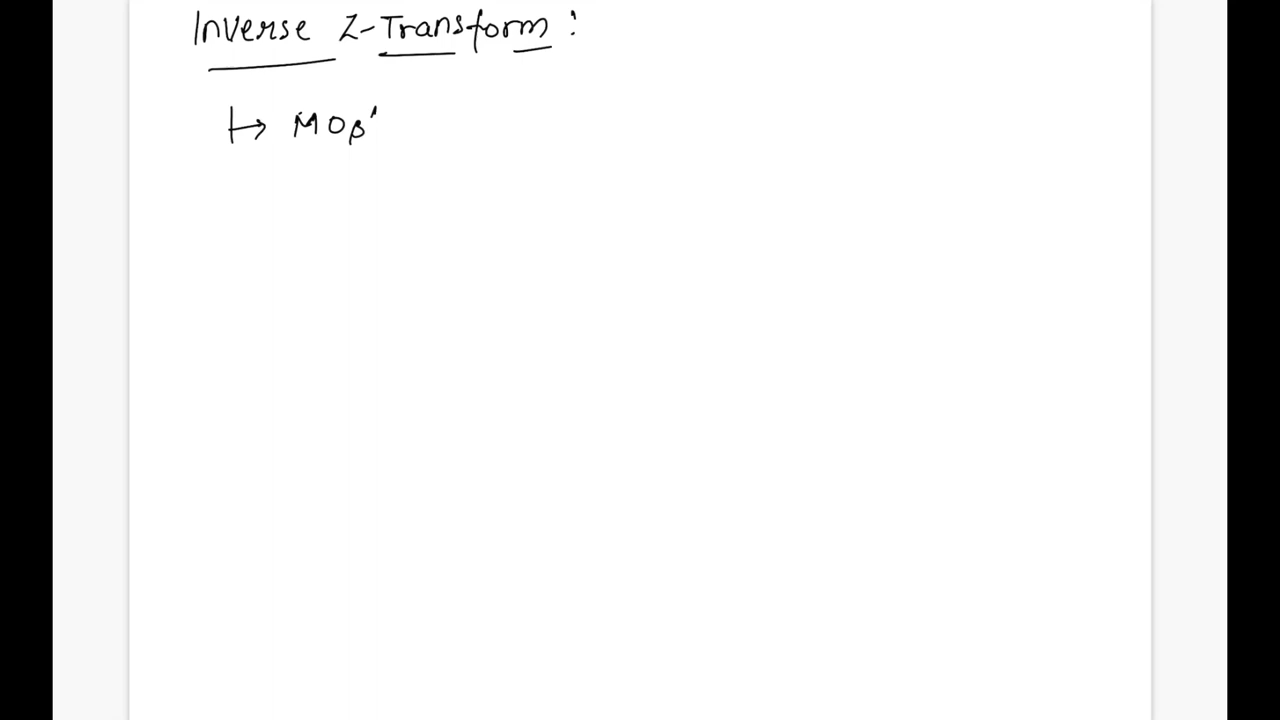 Inverse Z-Transform :
↦ Mop'